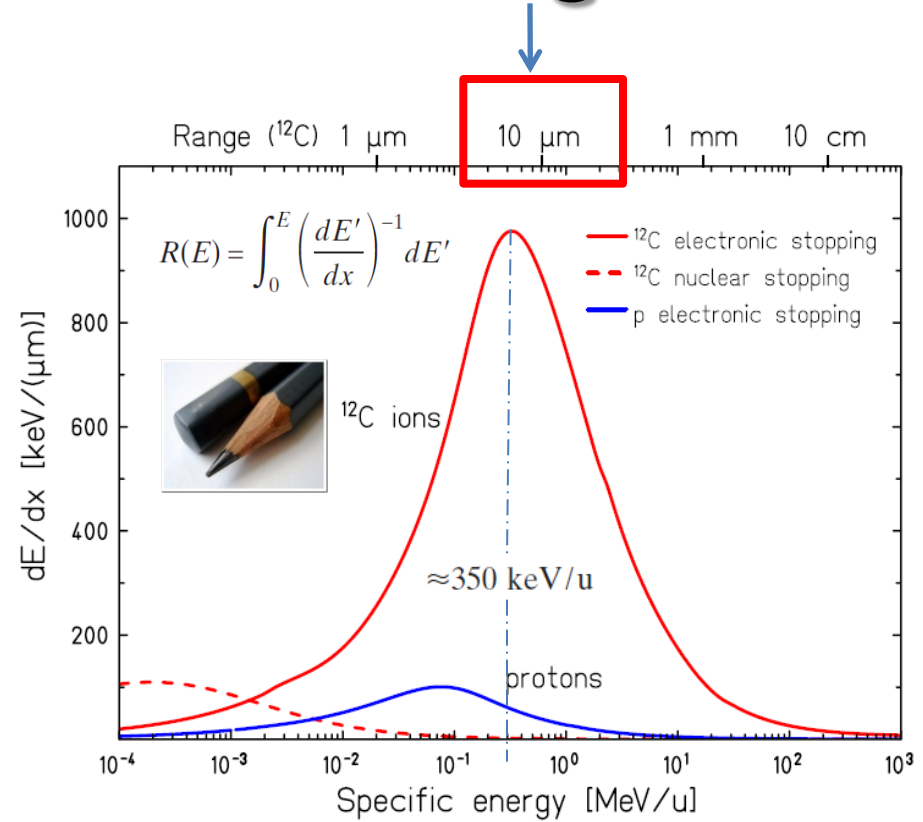 Range (¹²C) 1 μm 10 μm 1 mm 10 cm
R(E) = ∫₀ᴱ (dE′/dx)⁻¹ dE′
¹²C electronic stopping
¹²C nuclear stopping
p electronic stopping
1000
800
600
400
200
dE/dx [keV/(μm)]
¹²C ions
≈350 keV/u
protons
10⁻⁴ 10⁻³ 10⁻² 10⁻¹ 10⁰ 10¹ 10² 10³
Specific energy [MeV/u]